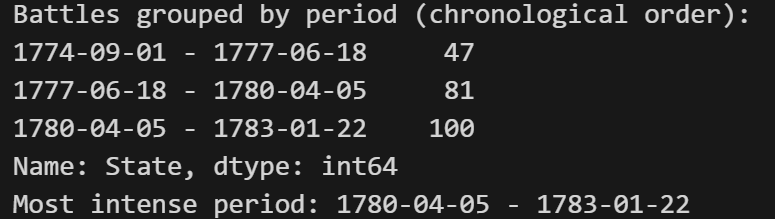 Battles grouped by period (chronological order):
1774-09-01 - 1777-06-18     47
1777-06-18 - 1780-04-05     81
1780-04-05 - 1783-01-22    100
Name: State, dtype: int64
Most intense period: 1780-04-05 - 1783-01-22